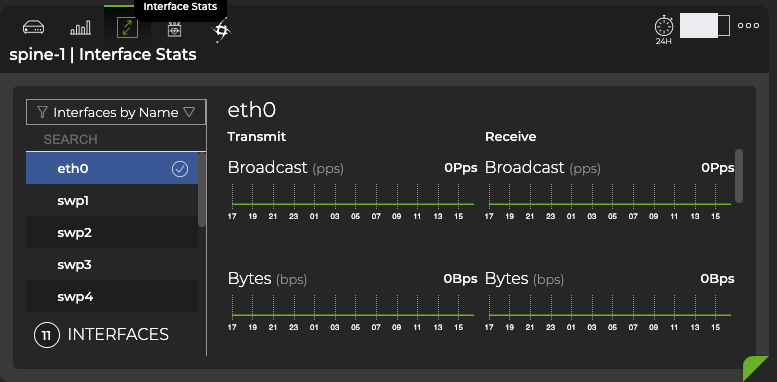 Interface Stats
24H
spine-1 | Interface Stats
Interfaces by Name
SEARCH
eth0
swp1
swp2
swp3
swp4
11 INTERFACES
eth0
Transmit Receive
Broadcast (pps) 0Pps Broadcast (pps) 0Pps
17 19 21 23 01 03 05 07 09 11 13 15 17 19 21 23 01 03 05 07 09 11 13 15
Bytes (bps) 0Bps Bytes (bps) 0Bps
17 19 21 23 01 03 05 07 09 11 13 15 17 19 21 23 01 03 05 07 09 11 13 15